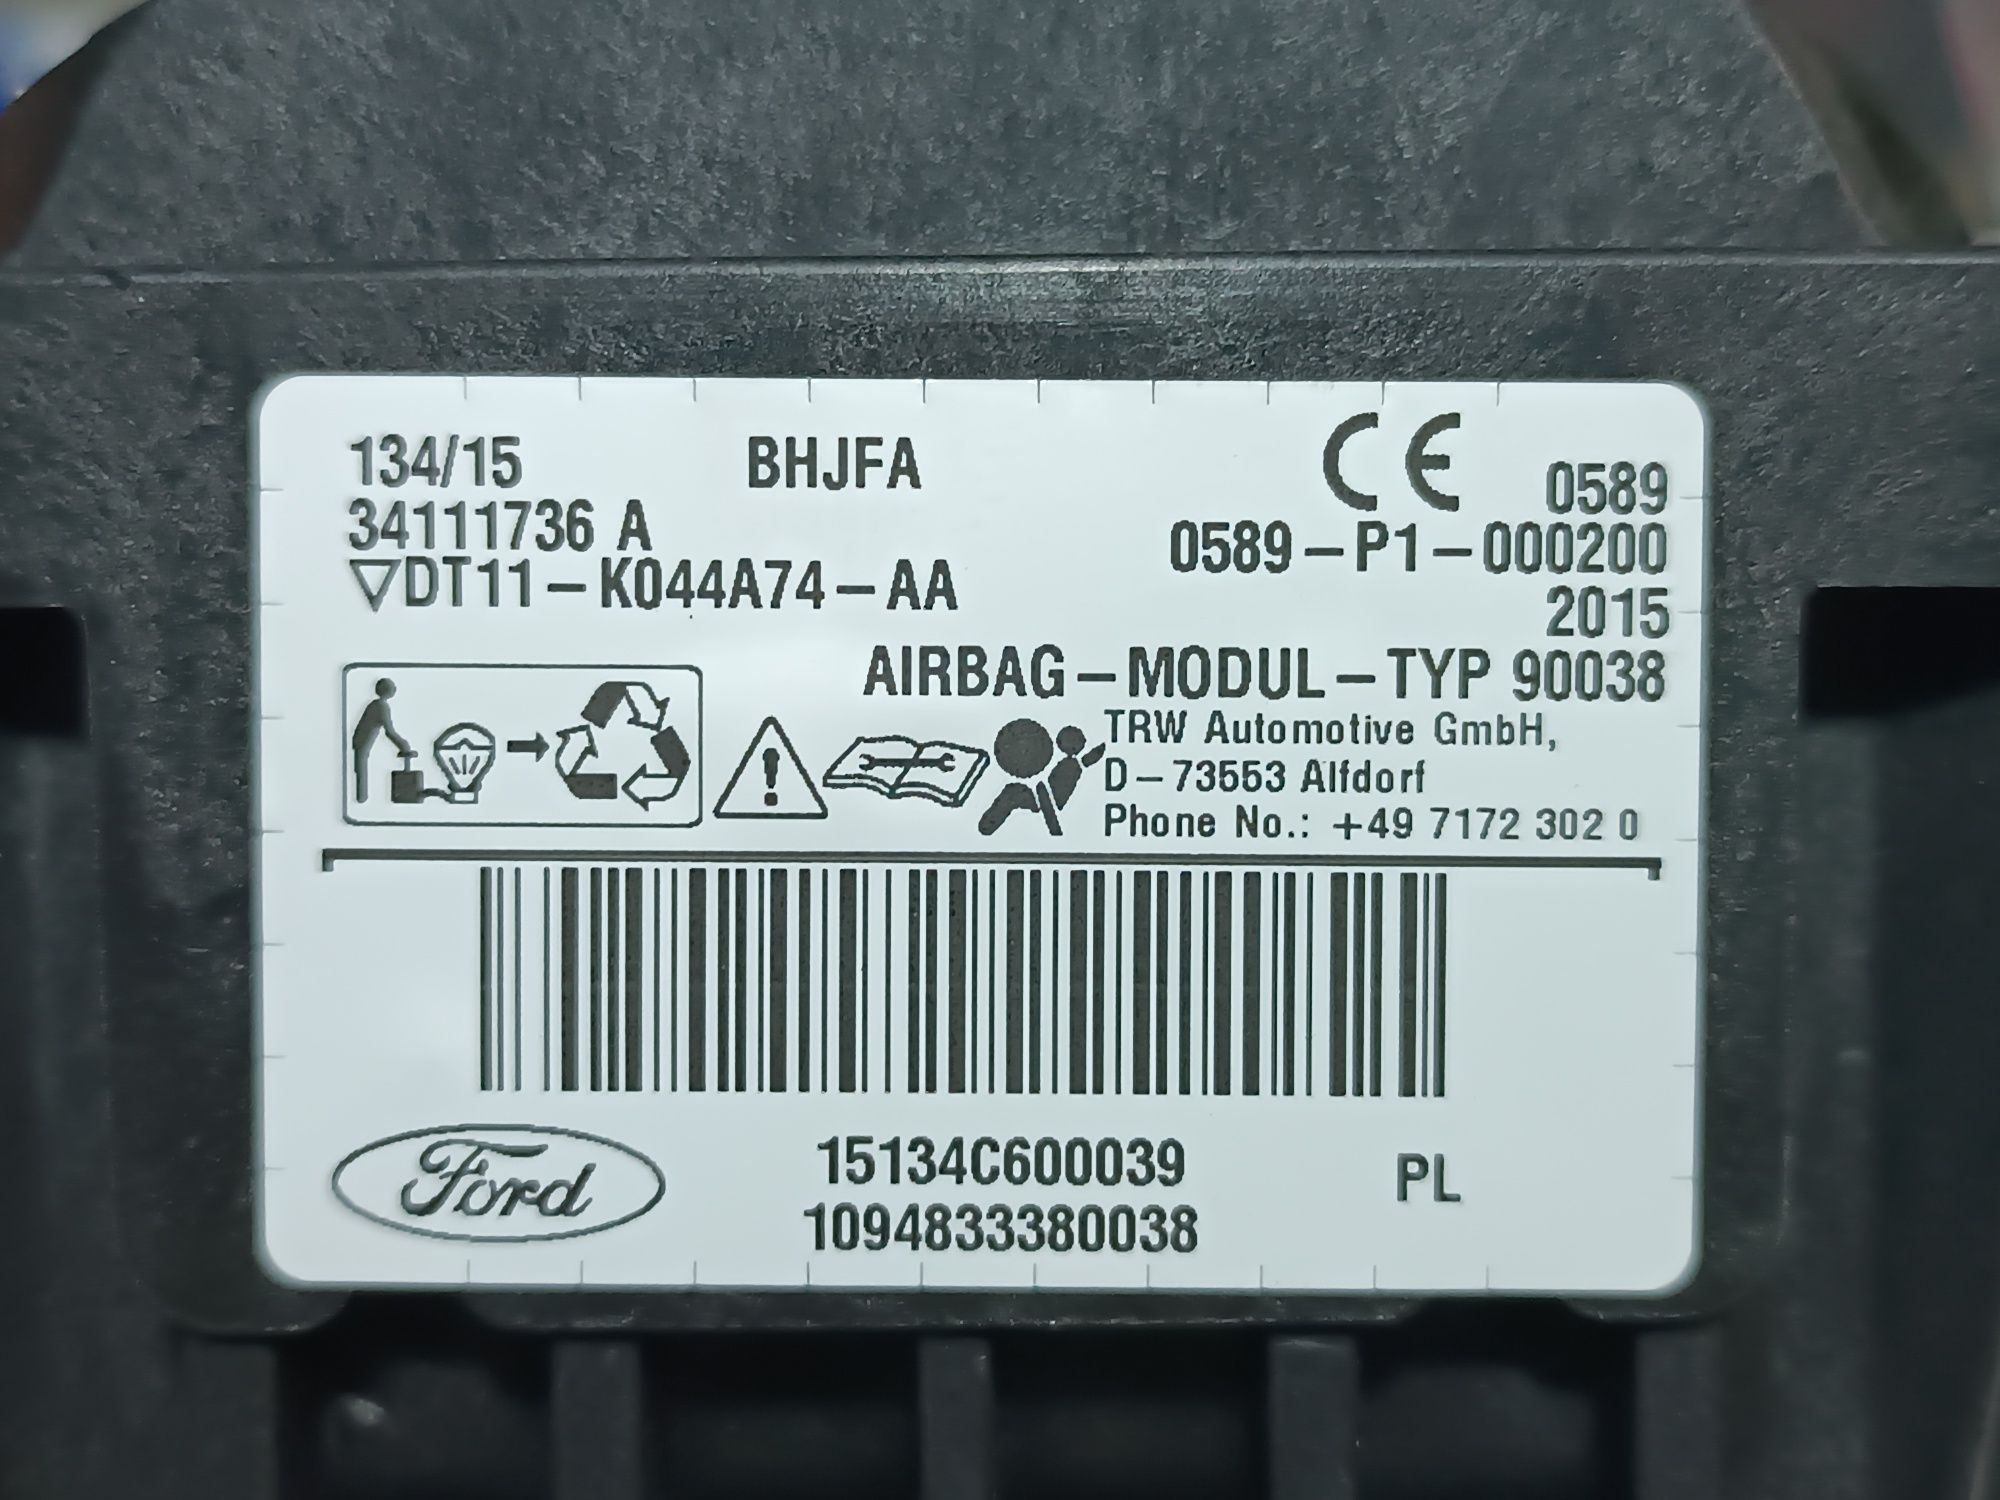 134/15 BHJFA CE 0589
34111736 A 0589-P1-000200
▽DT11-K044A74-AA 2015
AIRBAG-MODUL-TYP 90038
TRW Automotive GmbH,
D-73553 Alfdorf
Phone No.: +49 7172 302 0
Ford 15134C600039 PL
1094833380038